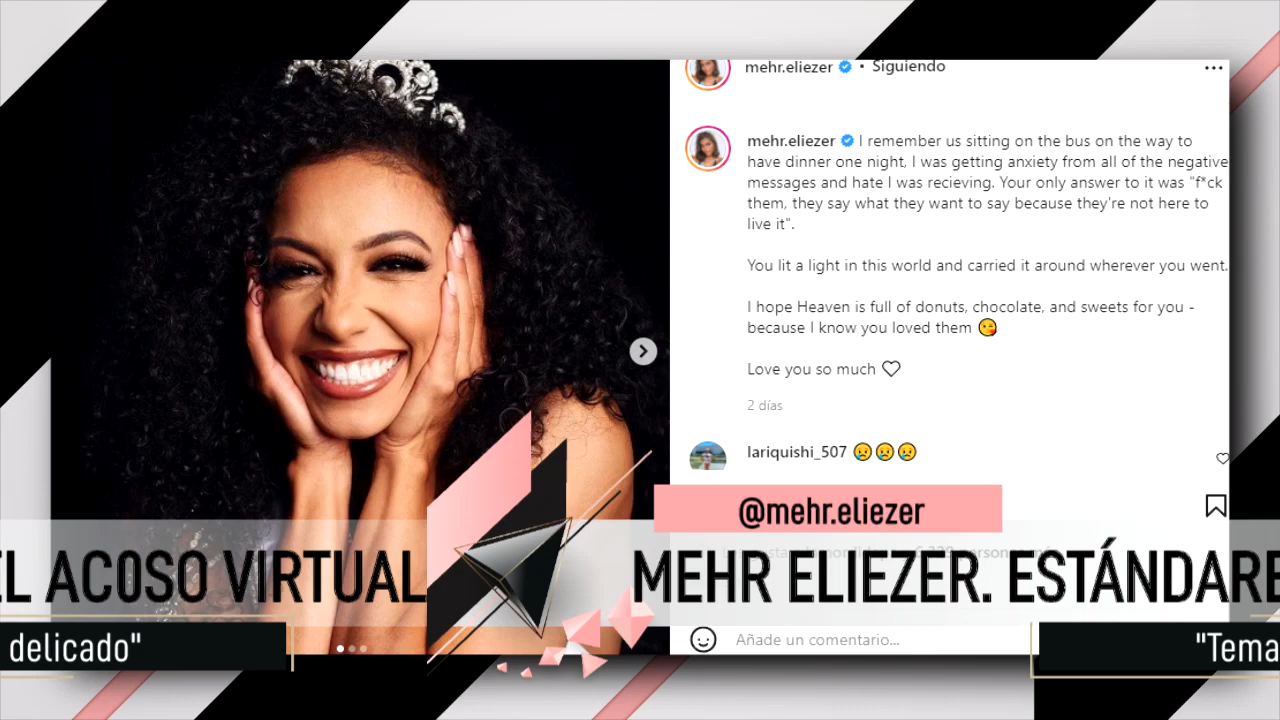 mehr.eliezer • Siguiendo
mehr.eliezer I remember us sitting on the bus on the way to
have dinner one night, I was getting anxiety from all of the negative
messages and hate I was recieving. Your only answer to it was "f*ck
them, they say what they want to say because they're not here to
live it".
You lit a light in this world and carried it around wherever you went.
I hope Heaven is full of donuts, chocolate, and sweets for you -
because I know you loved them 😘
Love you so much ♡
2 días
lariquishi_507 😢😢😢
@mehr.eliezer
EL ACOSO VIRTUAL
MEHR ELIEZER. ESTÁNDARE
delicado"
"Tema
Añade un comentario...